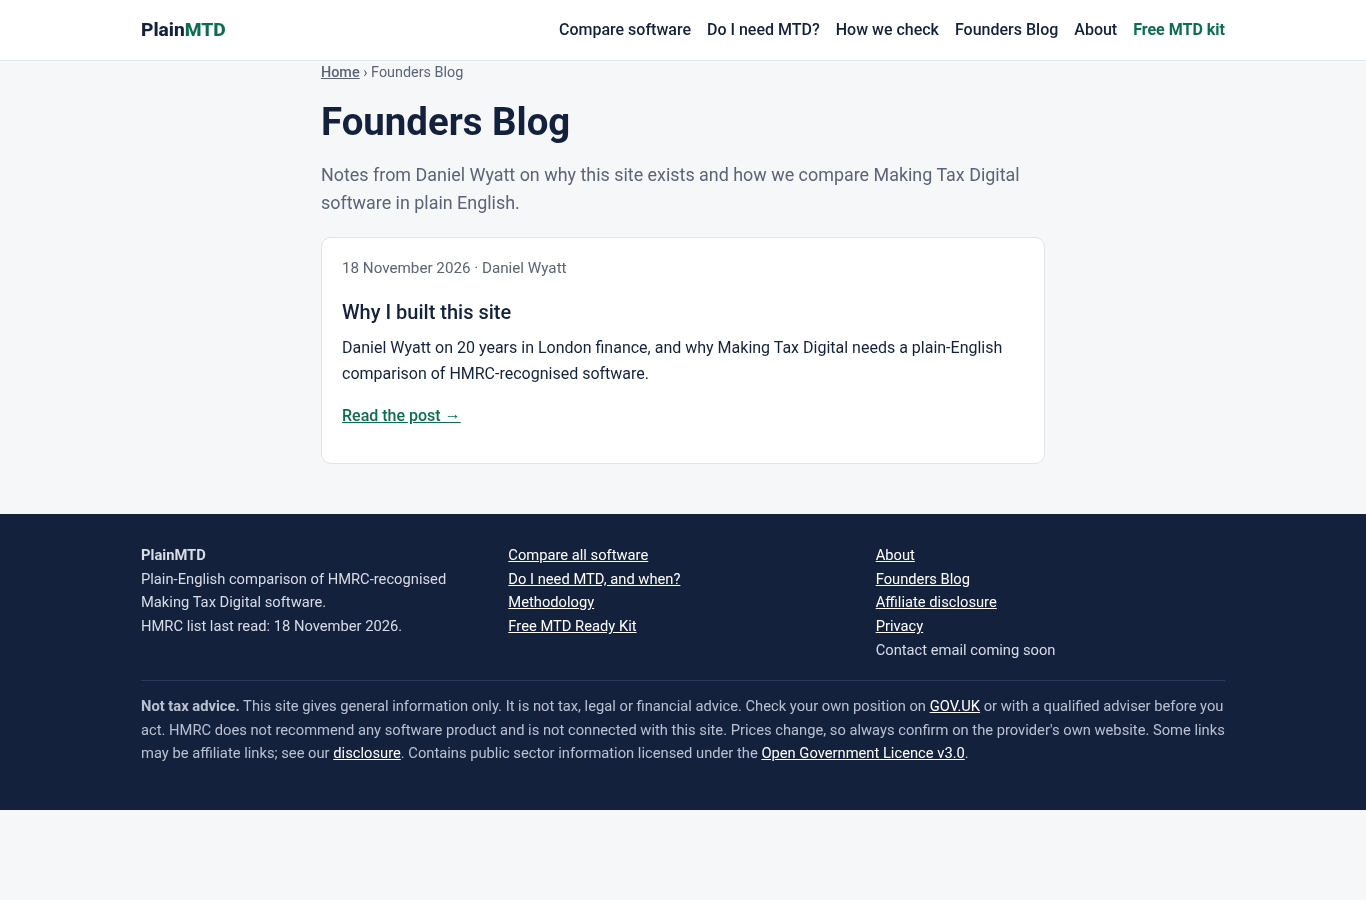 PlainMTD
Compare software
Do I need MTD?
How we check
Founders Blog
About
Free MTD kit
Home › Founders Blog
Founders Blog
Notes from Daniel Wyatt on why this site exists and how we compare Making Tax Digital
software in plain English.
18 November 2026 · Daniel Wyatt
Why I built this site
Daniel Wyatt on 20 years in London finance, and why Making Tax Digital needs a plain-English
comparison of HMRC-recognised software.
Read the post →
PlainMTD
Plain-English comparison of HMRC-recognised
Making Tax Digital software.
HMRC list last read: 18 November 2026.
Compare all software
Do I need MTD, and when?
Methodology
Free MTD Ready Kit
About
Founders Blog
Affiliate disclosure
Privacy
Contact email coming soon
Not tax advice. This site gives general information only. It is not tax, legal or financial advice. Check your own position on GOV.UK or with a qualified adviser before you
act. HMRC does not recommend any software product and is not connected with this site. Prices change, so always confirm on the provider's own website. Some links
may be affiliate links; see our disclosure. Contains public sector information licensed under the Open Government Licence v3.0.